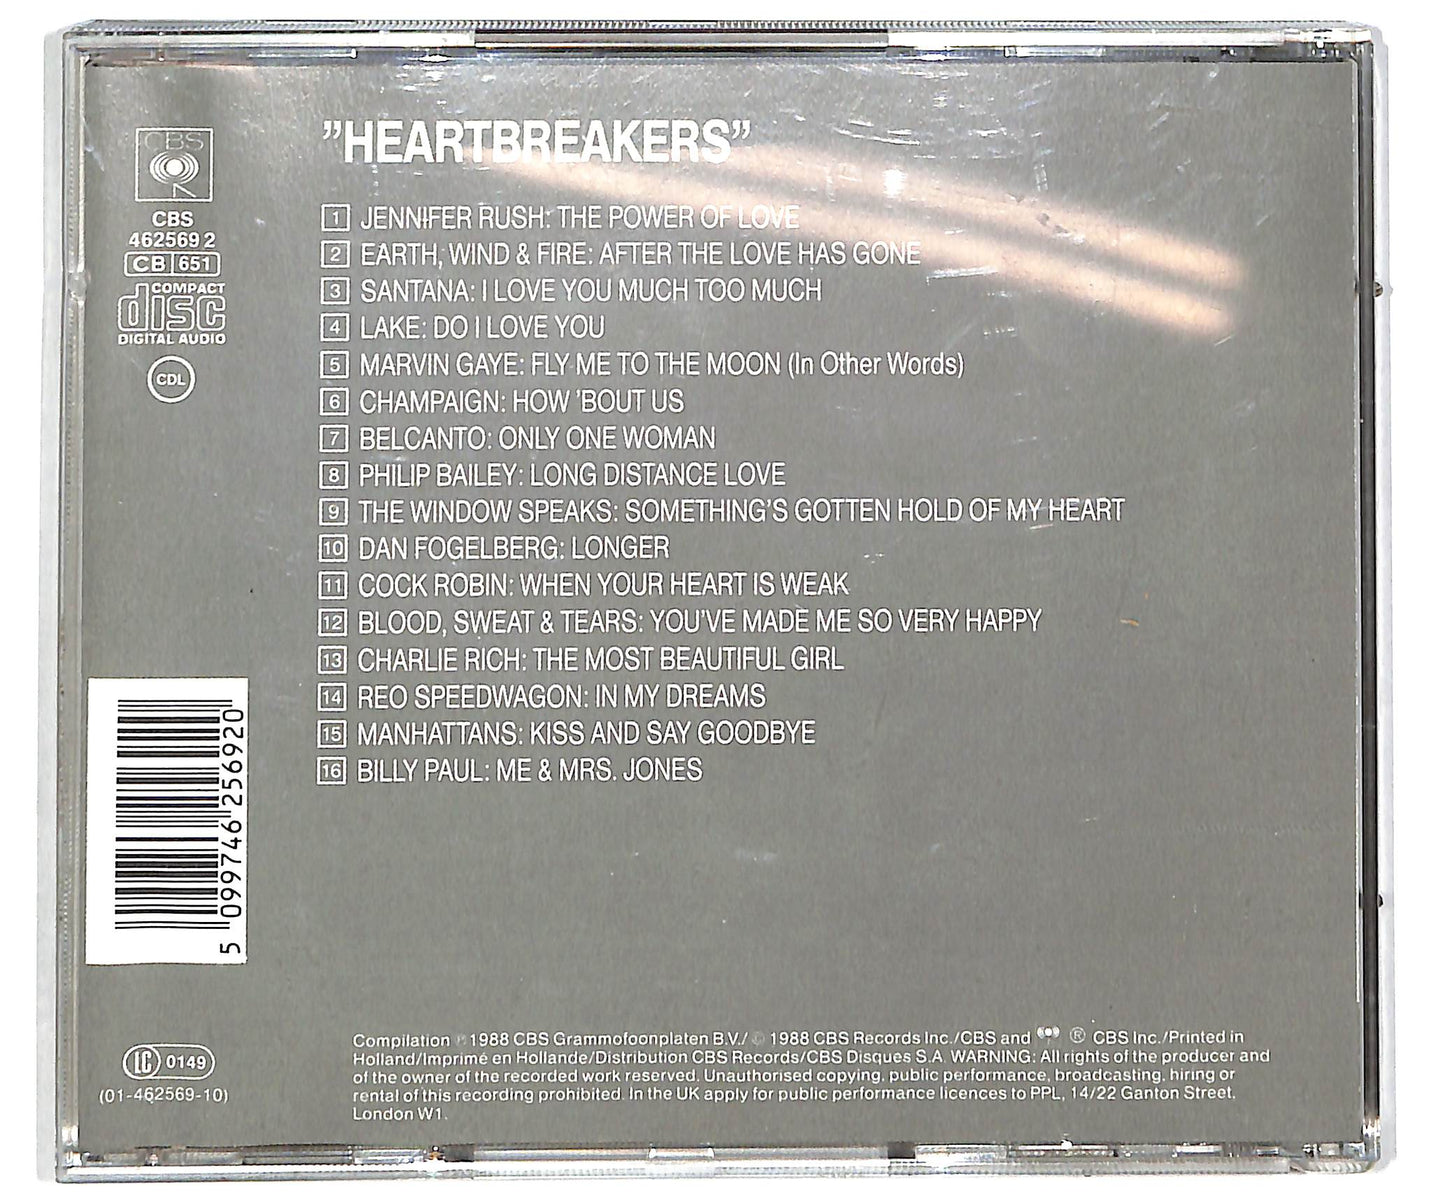 "HEARTBREAKERS"
CBS
CBS
462569 2
CB 651
COMPACT
disc
DIGITAL AUDIO
CDL
1 JENNIFER RUSH: THE POWER OF LOVE
2 EARTH, WIND & FIRE: AFTER THE LOVE HAS GONE
3 SANTANA: I LOVE YOU MUCH TOO MUCH
4 LAKE: DO I LOVE YOU
5 MARVIN GAYE: FLY ME TO THE MOON (In Other Words)
6 CHAMPAIGN: HOW 'BOUT US
7 BELCANTO: ONLY ONE WOMAN
8 PHILIP BAILEY: LONG DISTANCE LOVE
9 THE WINDOW SPEAKS: SOMETHING'S GOTTEN HOLD OF MY HEART
10 DAN FOGELBERG: LONGER
11 COCK ROBIN: WHEN YOUR HEART IS WEAK
12 BLOOD, SWEAT & TEARS: YOU'VE MADE ME SO VERY HAPPY
13 CHARLIE RICH: THE MOST BEAUTIFUL GIRL
14 REO SPEEDWAGON: IN MY DREAMS
15 MANHATTANS: KISS AND SAY GOODBYE
16 BILLY PAUL: ME & MRS. JONES
5 099746 256920
LC 0149
(01-462569-10)
Compilation ℗ 1988 CBS Grammofoonplaten B.V./ © 1988 CBS Records Inc./CBS and ® CBS Inc./Printed in
Holland/Imprimé en Hollande/Distribution CBS Records/CBS Disques S.A. WARNING: All rights of the producer and
of the owner of the recorded work reserved. Unauthorised copying, public performance, broadcasting, hiring or
rental of this recording prohibited. In the UK apply for public performance licences to PPL, 14/22 Ganton Street,
London W1.